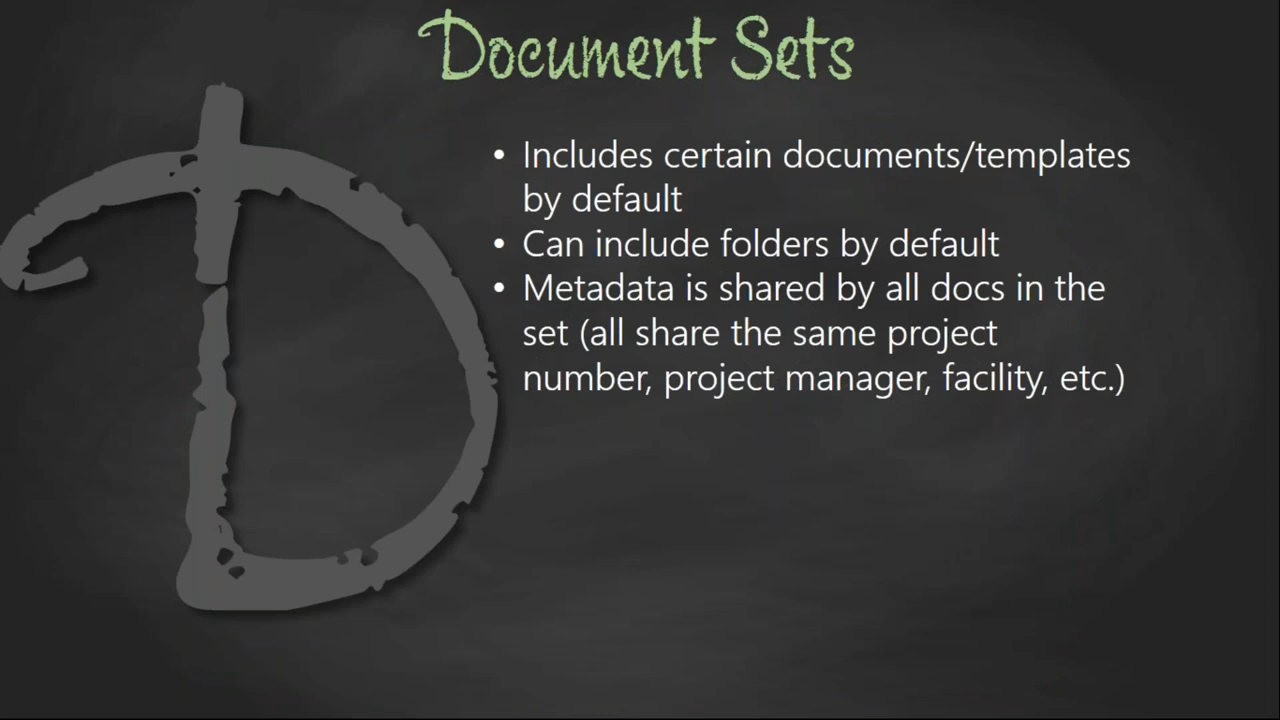 Document Sets
D
• Includes certain documents/templates
by default
• Can include folders by default
• Metadata is shared by all docs in the
set (all share the same project
number, project manager, facility, etc.)